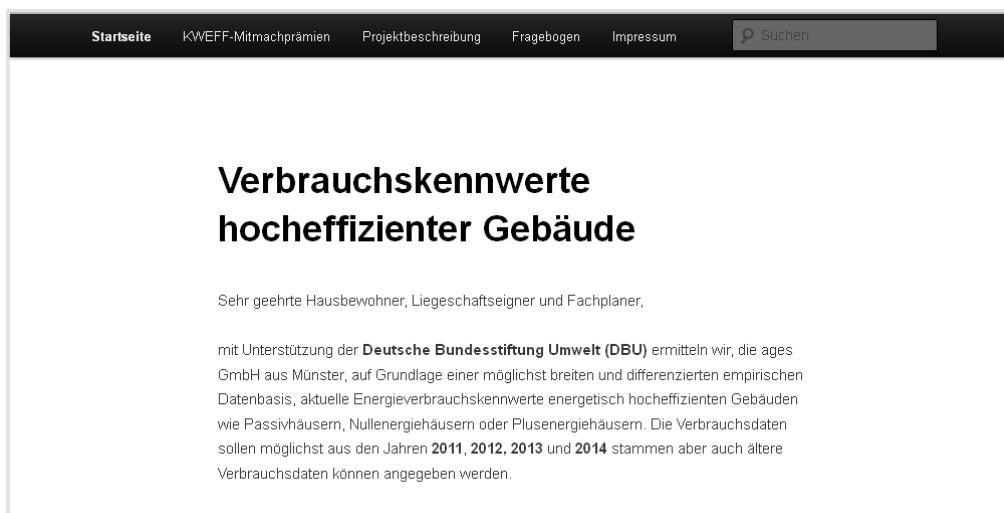 Startseite KWEFF-Mitmachprämien Projektbeschreibung Fragebogen Impressum Suchen
Verbrauchskennwerte
hocheffizienter Gebäude
Sehr geehrte Hausbewohner, Liegeschaftseigner und Fachplaner,
mit Unterstützung der Deutsche Bundesstiftung Umwelt (DBU) ermitteln wir, die ages
GmbH aus Münster, auf Grundlage einer möglichst breiten und differenzierten empirischen
Datenbasis, aktuelle Energieverbrauchskennwerte energetisch hocheffizienten Gebäuden
wie Passivhäusern, Nullenergiehäusern oder Plusenergiehäusern. Die Verbrauchsdaten
sollen möglichst aus den Jahren 2011, 2012, 2013 und 2014 stammen aber auch ältere
Verbrauchsdaten können angegeben werden.